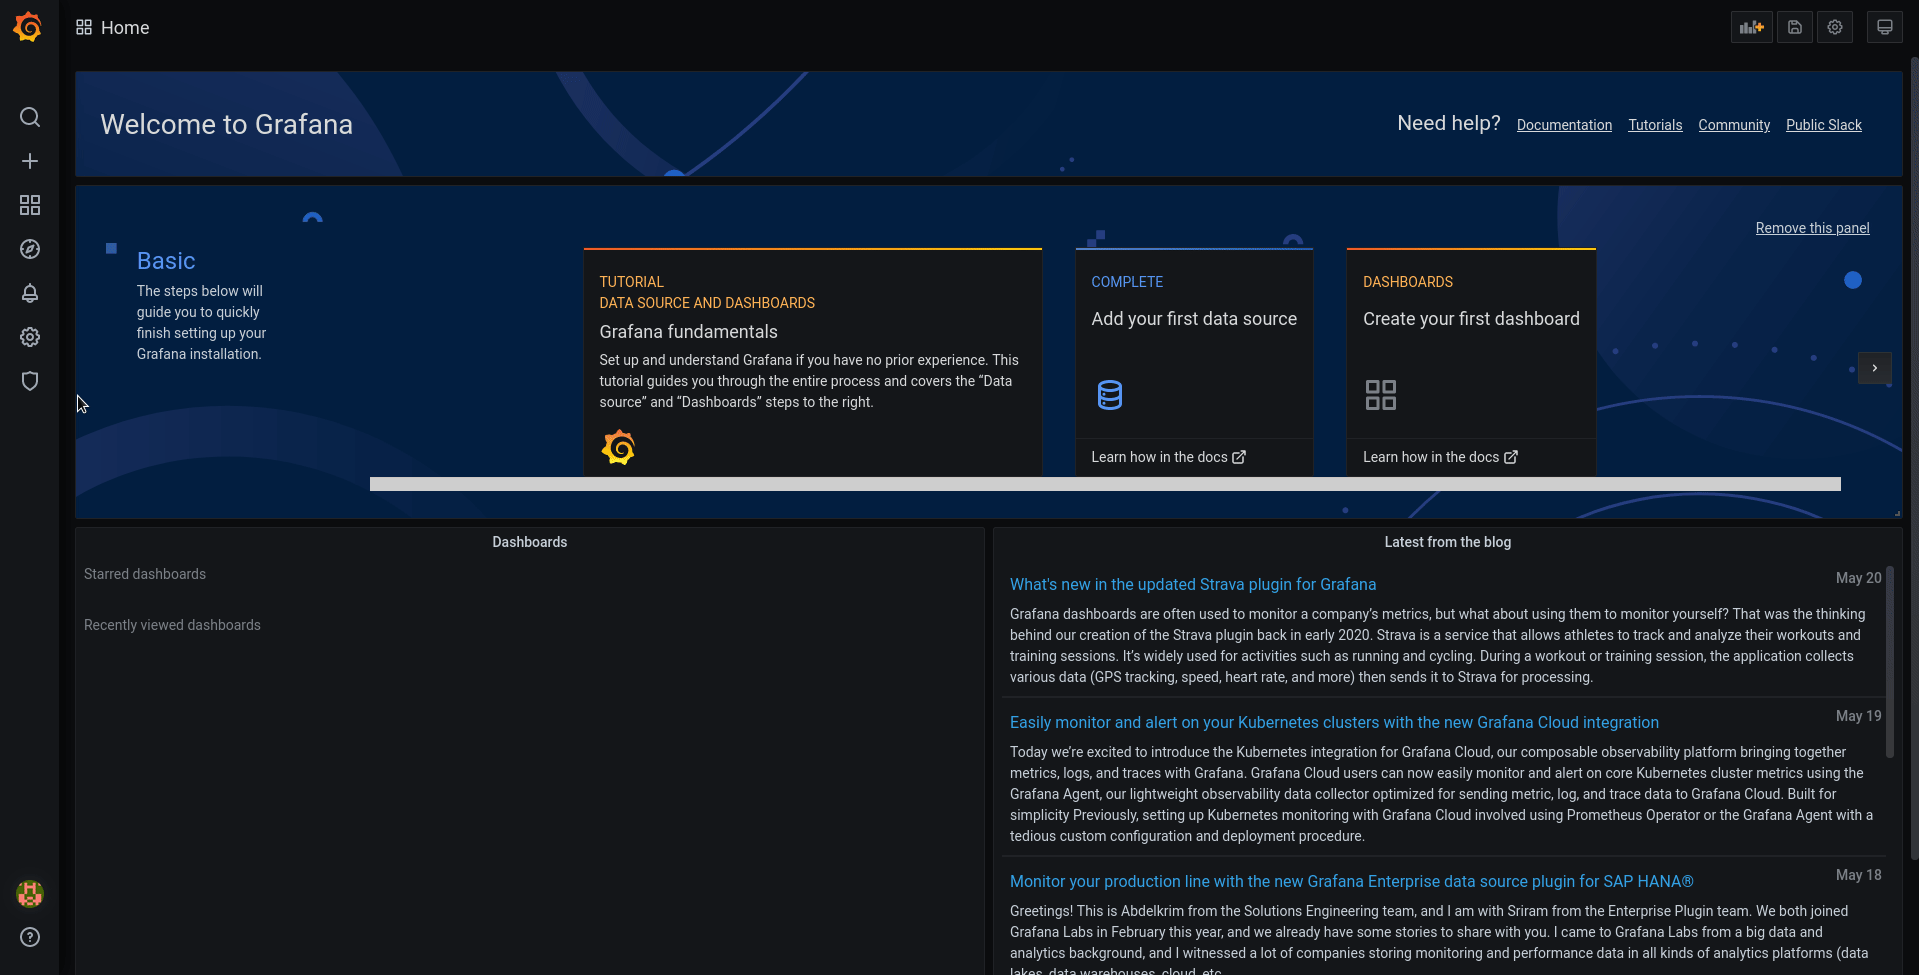 Home
Welcome to Grafana
Need help? Documentation Tutorials Community Public Slack
Remove this panel
Basic
The steps below will
guide you to quickly
finish setting up your
Grafana installation.
TUTORIAL
DATA SOURCE AND DASHBOARDS
Grafana fundamentals
Set up and understand Grafana if you have no prior experience. This
tutorial guides you through the entire process and covers the “Data
source” and “Dashboards” steps to the right.
COMPLETE
Add your first data source
Learn how in the docs
DASHBOARDS
Create your first dashboard
Learn how in the docs
Dashboards
Starred dashboards
Recently viewed dashboards
Latest from the blog
What's new in the updated Strava plugin for Grafana
May 20
Grafana dashboards are often used to monitor a company’s metrics, but what about using them to monitor yourself? That was the thinking
behind our creation of the Strava plugin back in early 2020. Strava is a service that allows athletes to track and analyze their workouts and
training sessions. It’s widely used for activities such as running and cycling. During a workout or training session, the application collects
various data (GPS tracking, speed, heart rate, and more) then sends it to Strava for processing.
Easily monitor and alert on your Kubernetes clusters with the new Grafana Cloud integration
May 19
Today we’re excited to introduce the Kubernetes integration for Grafana Cloud, our composable observability platform bringing together
metrics, logs, and traces with Grafana. Grafana Cloud users can now easily monitor and alert on core Kubernetes cluster metrics using the
Grafana Agent, our lightweight observability data collector optimized for sending metric, log, and trace data to Grafana Cloud. Built for
simplicity Previously, setting up Kubernetes monitoring with Grafana Cloud involved using Prometheus Operator or the Grafana Agent with a
tedious custom configuration and deployment procedure.
Monitor your production line with the new Grafana Enterprise data source plugin for SAP HANA®
May 18
Greetings! This is Abdelkrim from the Solutions Engineering team, and I am with Sriram from the Enterprise Plugin team. We both joined
Grafana Labs in February this year, and we already have some stories to share with you. I came to Grafana Labs from a big data and
analytics background, and I witnessed a lot of companies storing monitoring and performance data in all kinds of analytics platforms (data
lakes, data warehouses, cloud, etc.